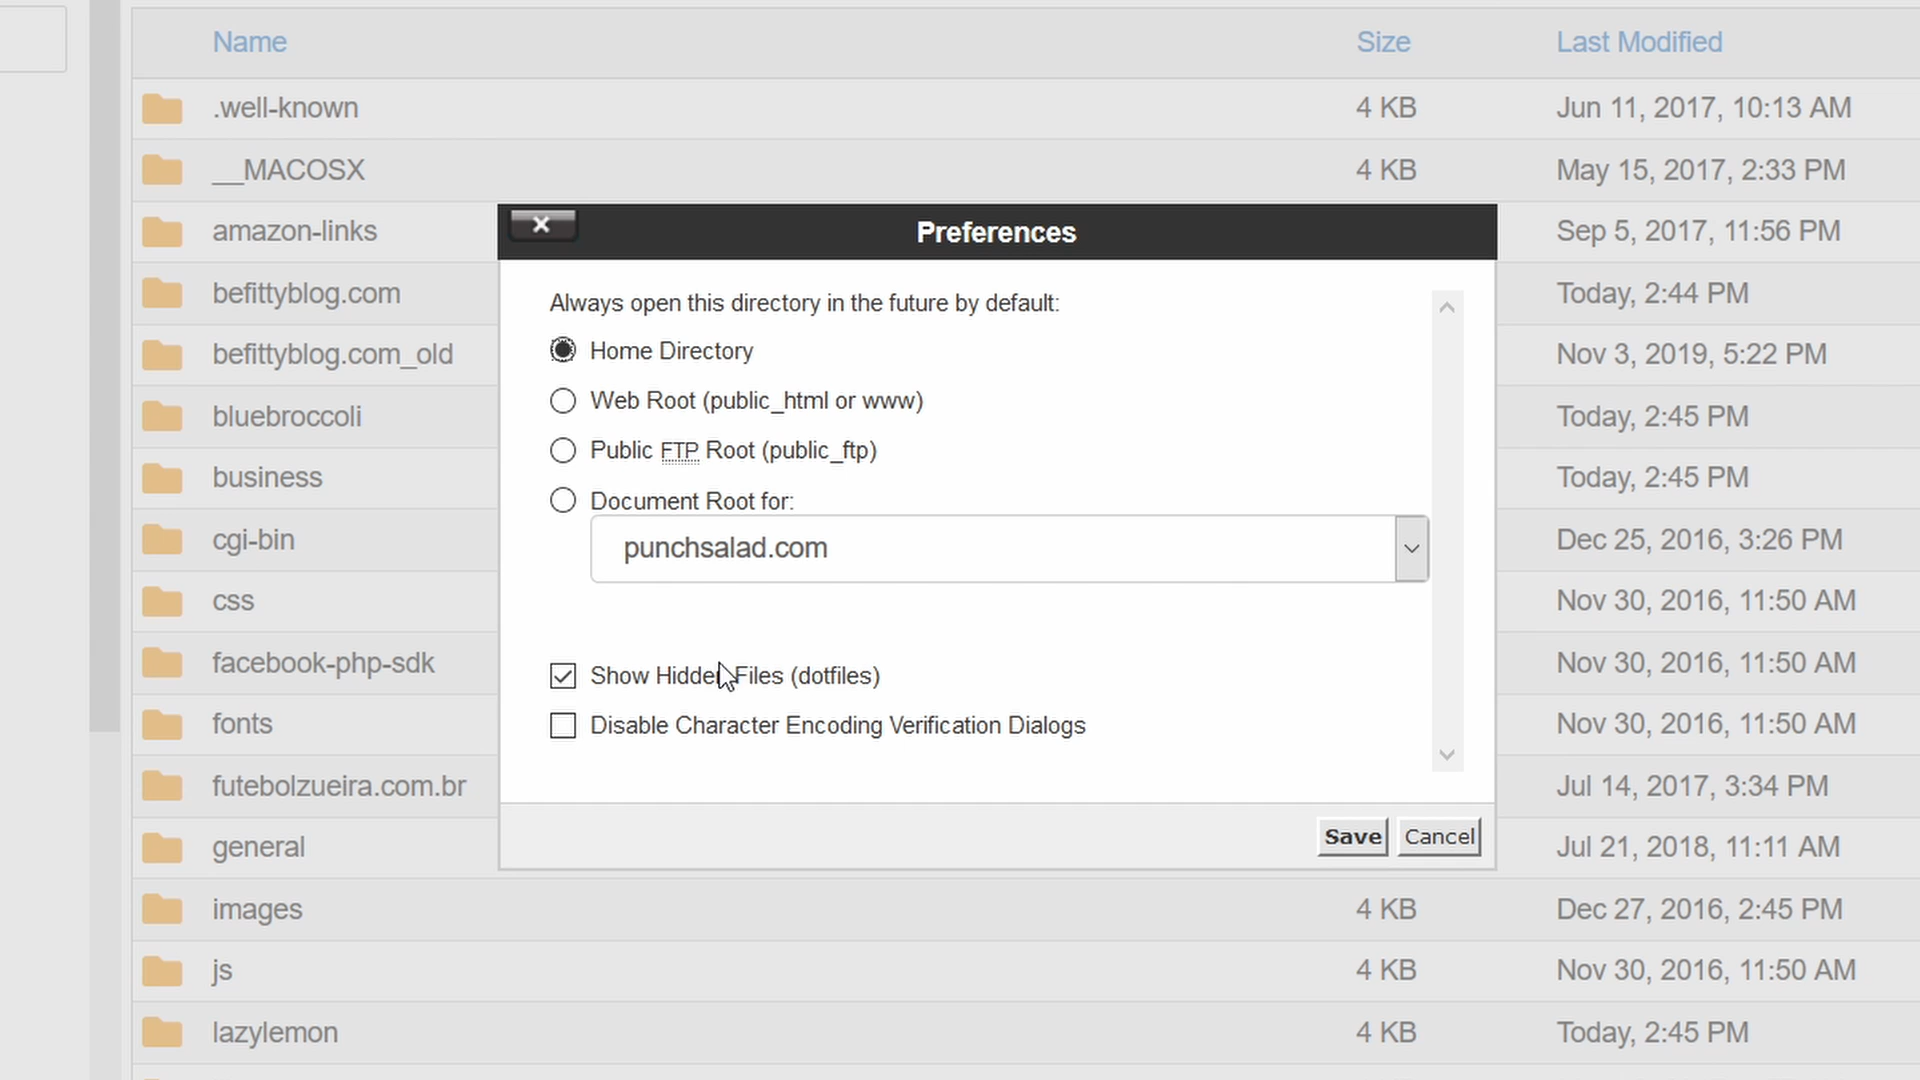 Name Size Last Modified
.well-known 4 KB Jun 11, 2017, 10:13 AM
__MACOSX 4 KB May 15, 2017, 2:33 PM
amazon-links Sep 5, 2017, 11:56 PM
befittyblog.com Today, 2:44 PM
befittyblog.com_old Nov 3, 2019, 5:22 PM
bluebroccoli Today, 2:45 PM
business Today, 2:45 PM
cgi-bin Dec 25, 2016, 3:26 PM
css Nov 30, 2016, 11:50 AM
facebook-php-sdk Nov 30, 2016, 11:50 AM
fonts Nov 30, 2016, 11:50 AM
futebolzueira.com.br Jul 14, 2017, 3:34 PM
general Jul 21, 2018, 11:11 AM
images 4 KB Dec 27, 2016, 2:45 PM
js 4 KB Nov 30, 2016, 11:50 AM
lazylemon 4 KB Today, 2:45 PM
Preferences
Always open this directory in the future by default:
Home Directory
Web Root (public_html or www)
Public FTP Root (public_ftp)
Document Root for:
punchsalad.com
Show Hidden Files (dotfiles)
Disable Character Encoding Verification Dialogs
Save Cancel